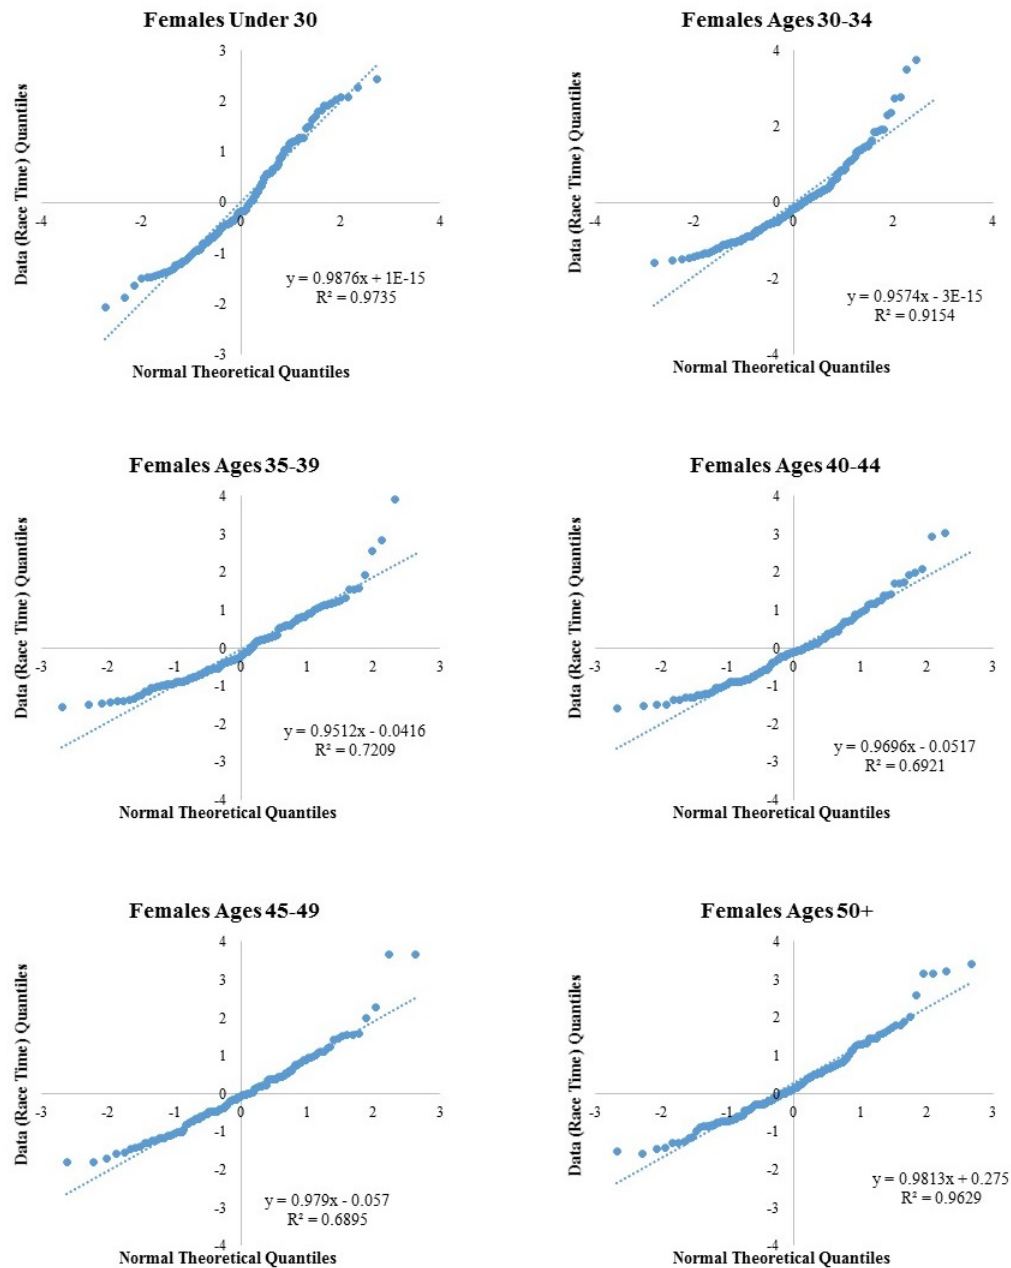 Females Under 30
Data (Race Time) Quantiles
3
2
1
0
-4
-2
0
2
4
-1
-2
-3
y = 0.9876x + 1E-15
R² = 0.9735
Normal Theoretical Quantiles
Females Ages 30-34
Data (Race Time) Quantiles
4
2
0
-4
-2
0
2
4
-2
-4
y = 0.9574x - 3E-15
R² = 0.9154
Normal Theoretical Quantiles
Females Ages 35-39
Data (Race Time) Quantiles
4
3
2
1
0
-3
-2
-1
0
1
2
3
-1
-2
-3
-4
y = 0.9512x - 0.0416
R² = 0.7209
Normal Theoretical Quantiles
Females Ages 40-44
Data (Race Time) Quantiles
4
3
2
1
0
-3
-2
-1
0
1
2
3
-1
-2
-3
-4
y = 0.9696x - 0.0517
R² = 0.6921
Normal Theoretical Quantiles
Females Ages 45-49
Data (Race Time) Quantiles
4
3
2
1
0
-3
-2
-1
0
1
2
3
-1
-2
-3
-4
y = 0.979x - 0.057
R² = 0.6895
Normal Theoretical Quantiles
Females Ages 50+
Data (Race Time) Quantiles
4
3
2
1
0
-3
-2
-1
0
1
2
3
-1
-2
-3
-4
y = 0.9813x + 0.275
R² = 0.9629
Normal Theoretical Quantiles